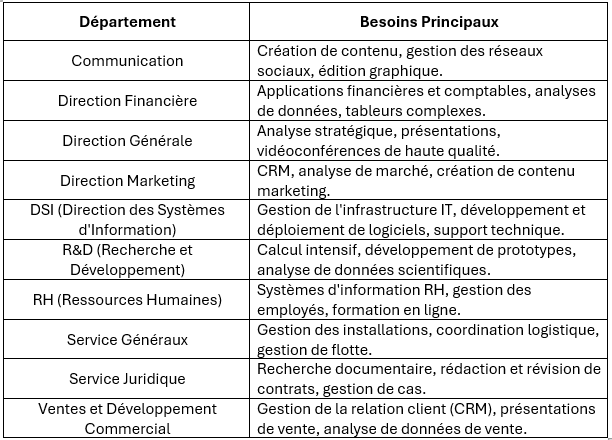 Département
Besoins Principaux
Communication
Création de contenu, gestion des réseaux
sociaux, édition graphique.
Direction Financière
Applications financières et comptables, analyses
de données, tableurs complexes.
Direction Générale
Analyse stratégique, présentations,
vidéoconférences de haute qualité.
Direction Marketing
CRM, analyse de marché, création de contenu
marketing.
DSI (Direction des Systèmes
d'Information)
Gestion de l'infrastructure IT, développement et
déploiement de logiciels, support technique.
R&D (Recherche et
Développement)
Calcul intensif, développement de prototypes,
analyse de données scientifiques.
RH (Ressources Humaines)
Systèmes d'information RH, gestion des
employés, formation en ligne.
Service Généraux
Gestion des installations, coordination logistique,
gestion de flotte.
Service Juridique
Recherche documentaire, rédaction et révision de
contrats, gestion de cas.
Ventes et Développement
Commercial
Gestion de la relation client (CRM), présentations
de vente, analyse de données de vente.